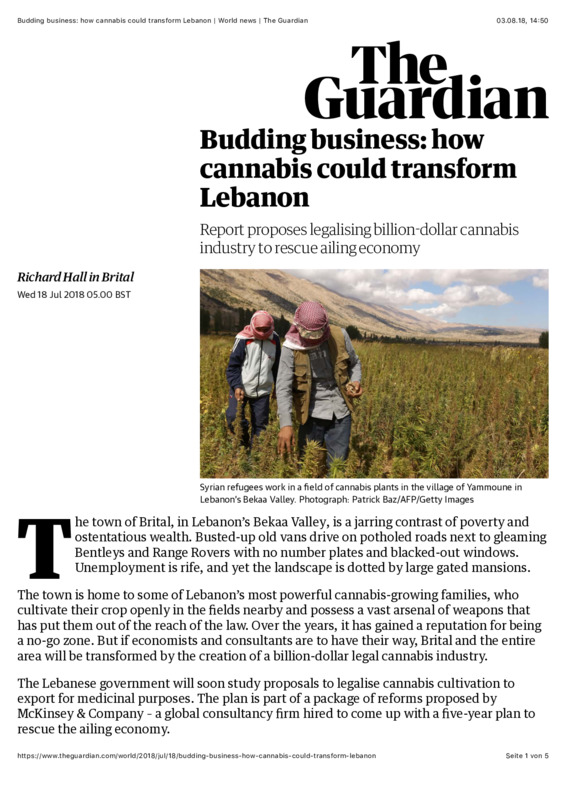 Budding business: how cannabis could transform Lebanon | World news | The Guardian
03.08.18, 14:50
The
Guardian
Budding business: how
cannabis could transform
Lebanon
Report proposes legalising billion-dollar cannabis
industry to rescue ailing economy
Richard Hall in Brital
Wed 18 Jul 2018 05.00 BST
Syrian refugees work in a field of cannabis plants in the village of Yammoune in
Lebanon’s Bekaa Valley. Photograph: Patrick Baz/AFP/Getty Images
The town of Brital, in Lebanon’s Bekaa Valley, is a jarring contrast of poverty and
ostentatious wealth. Busted-up old vans drive on potholed roads next to gleaming
Bentleys and Range Rovers with no number plates and blacked-out windows.
Unemployment is rife, and yet the landscape is dotted by large gated mansions.
The town is home to some of Lebanon’s most powerful cannabis-growing families, who
cultivate their crop openly in the fields nearby and possess a vast arsenal of weapons that
has put them out of the reach of the law. Over the years, it has gained a reputation for being
a no-go zone. But if economists and consultants are to have their way, Brital and the entire
area will be transformed by the creation of a billion-dollar legal cannabis industry.
The Lebanese government will soon study proposals to legalise cannabis cultivation to
export for medicinal purposes. The plan is part of a package of reforms proposed by
McKinsey & Company – a global consultancy firm hired to come up with a five-year plan to
rescue the ailing economy.
https://www.theguardian.com/world/2018/jul/18/budding-business-how-cannabis-could-transform-lebanon
Seite 1 von 5